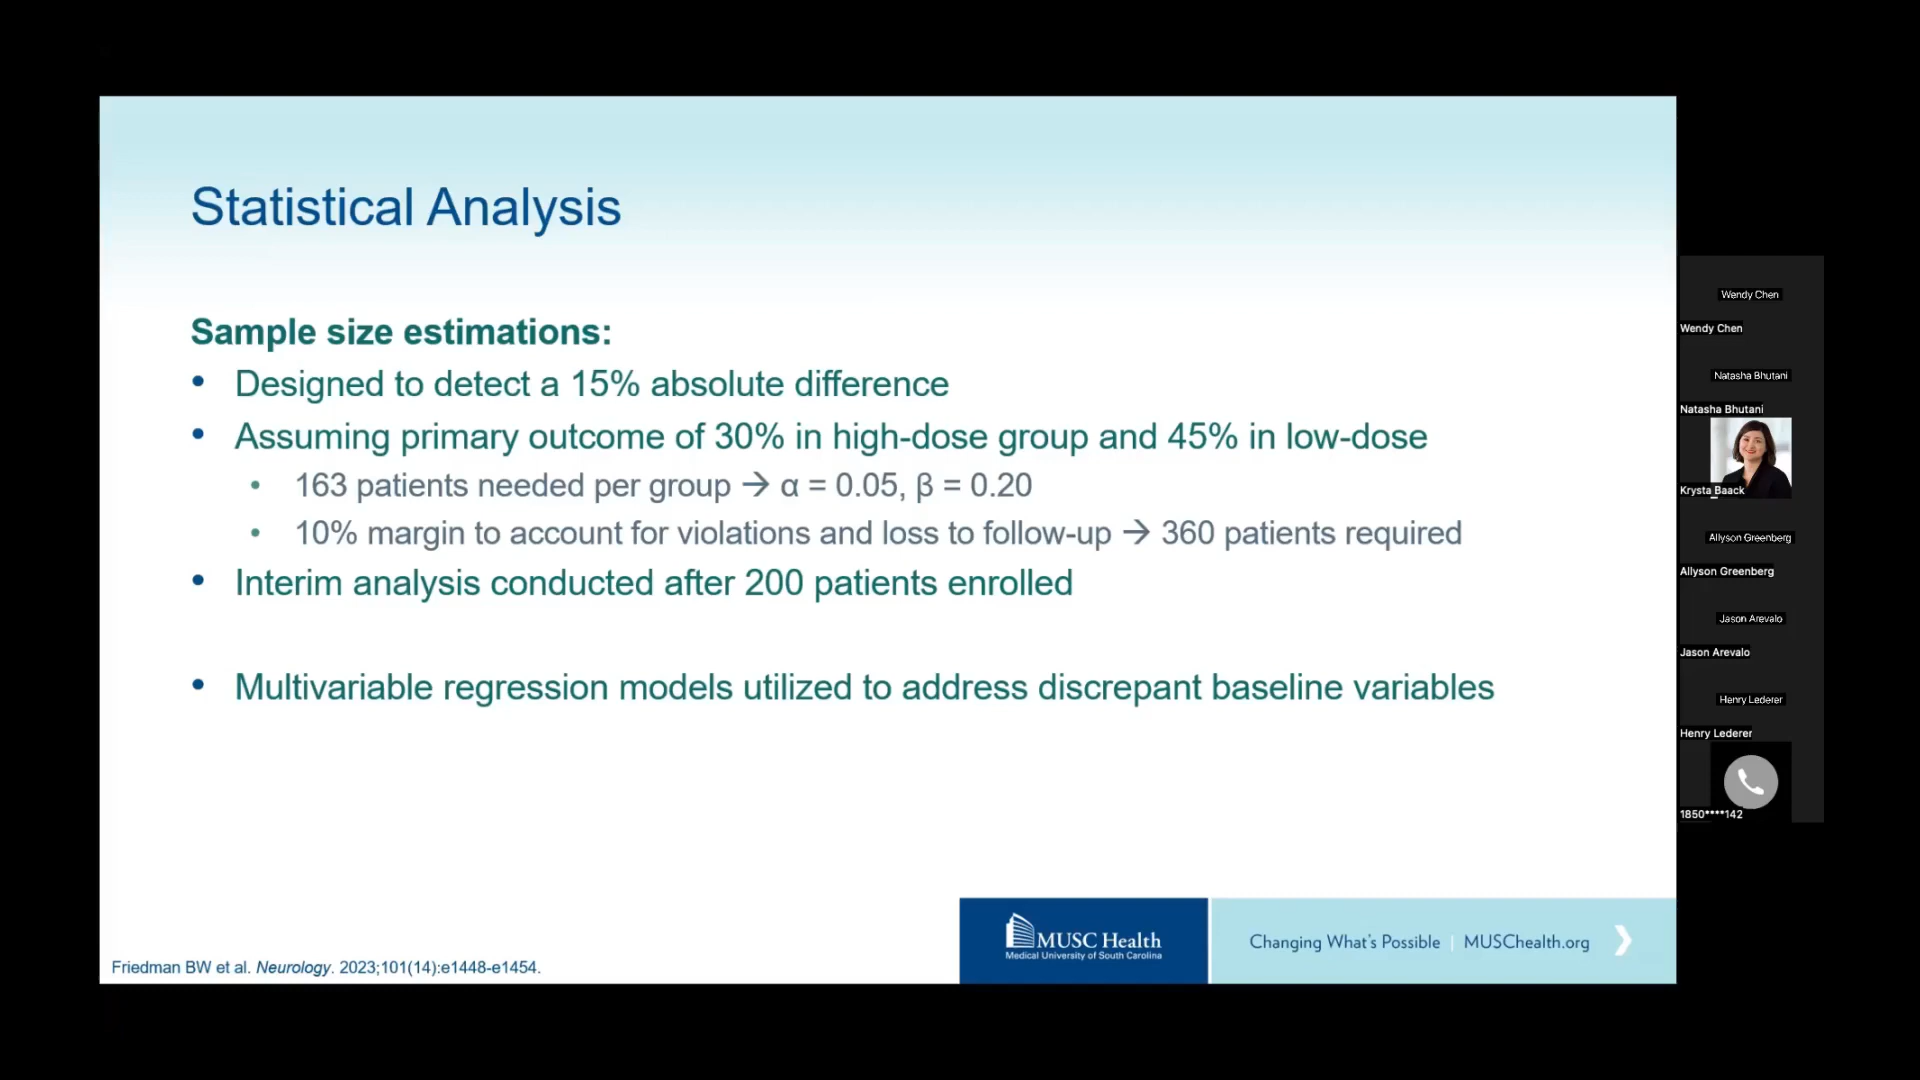 Statistical Analysis
Sample size estimations:
• Designed to detect a 15% absolute difference
• Assuming primary outcome of 30% in high-dose group and 45% in low-dose
• 163 patients needed per group → α = 0.05, β = 0.20
• 10% margin to account for violations and loss to follow-up → 360 patients required
• Interim analysis conducted after 200 patients enrolled
• Multivariable regression models utilized to address discrepant baseline variables
Friedman BW et al. Neurology. 2023;101(14):e1448-e1454.
MUSC Health
Medical University of South Carolina
Changing What's Possible | MUSChealth.org
Wendy Chen
Wendy Chen
Natasha Bhutani
Natasha Bhutani
Krysta Baack
Allyson Greenberg
Allyson Greenberg
Jason Arevalo
Jason Arevalo
Henry Lederer
Henry Lederer
1850****142